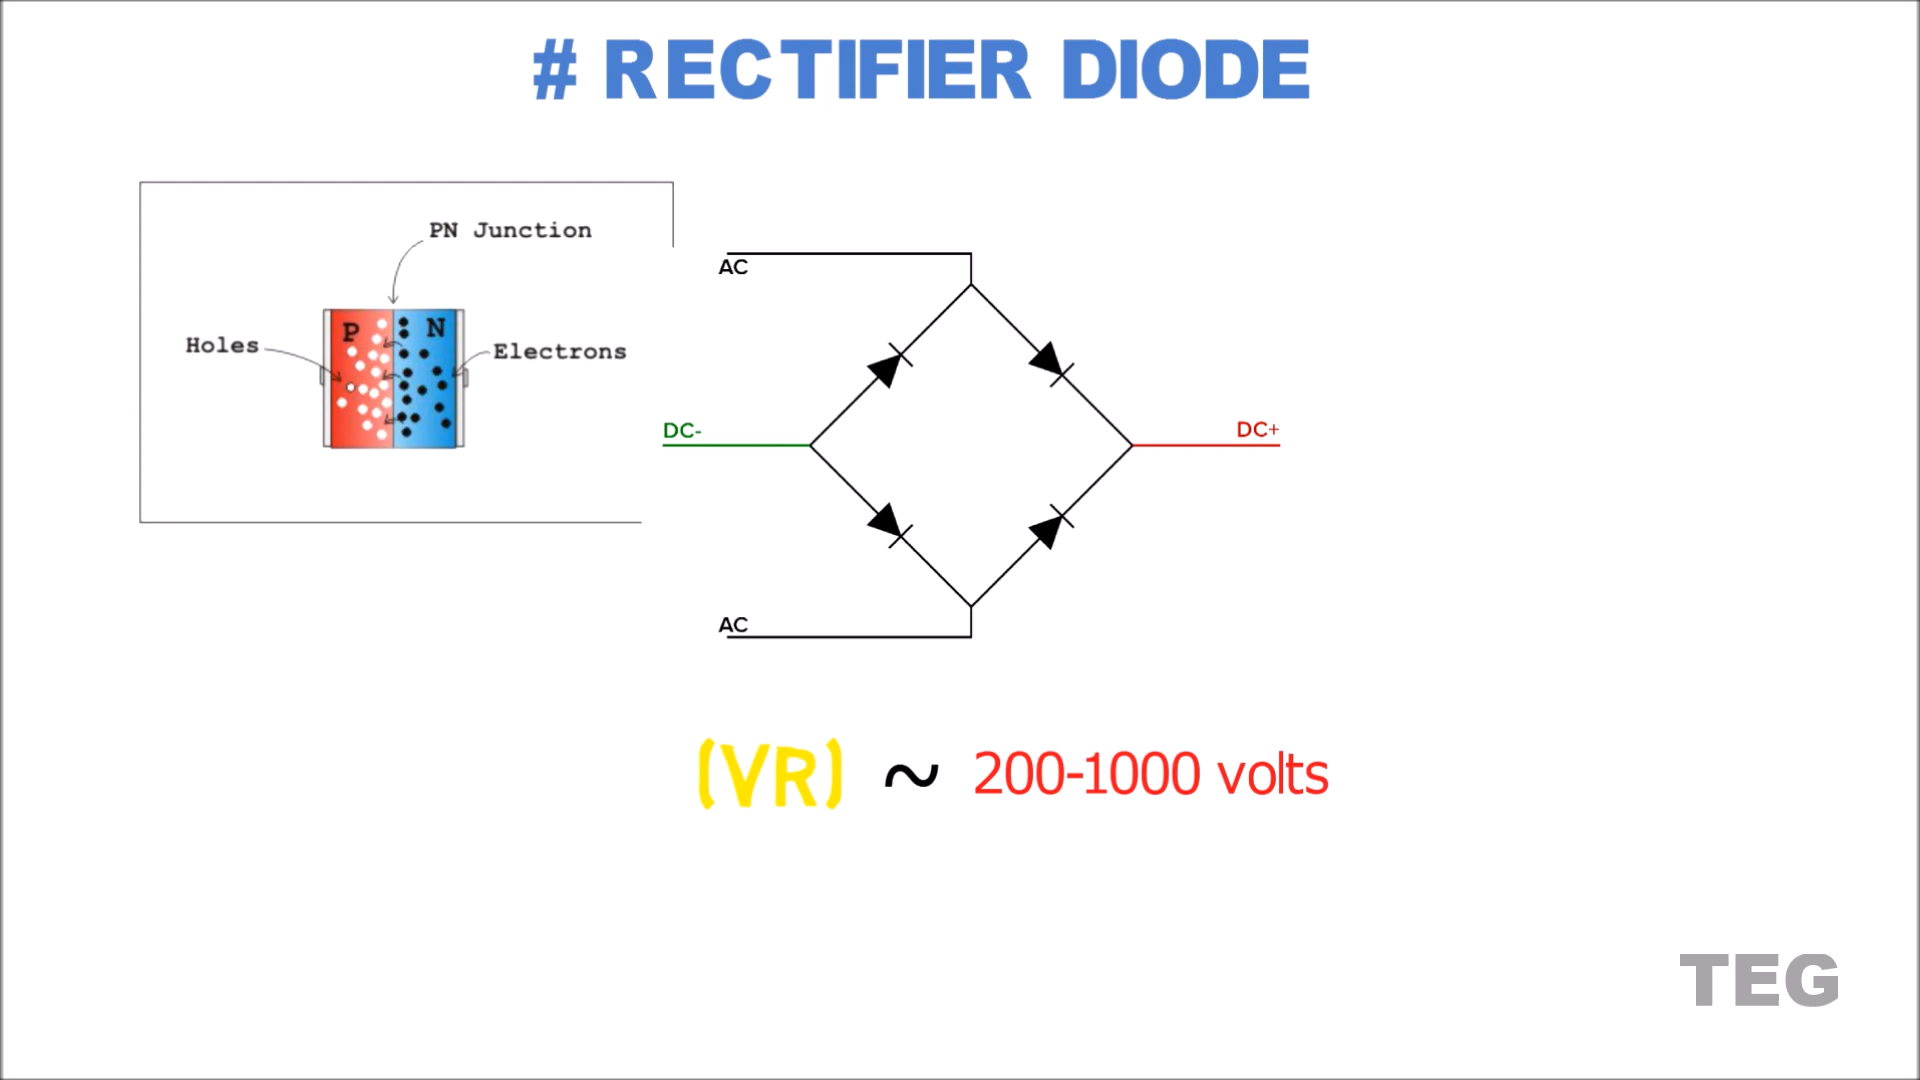 # RECTIFIER DIODE
PN Junction
P N
Holes
Electrons
AC
DC-
DC+
AC
(VR) ~ 200-1000 volts
TEG